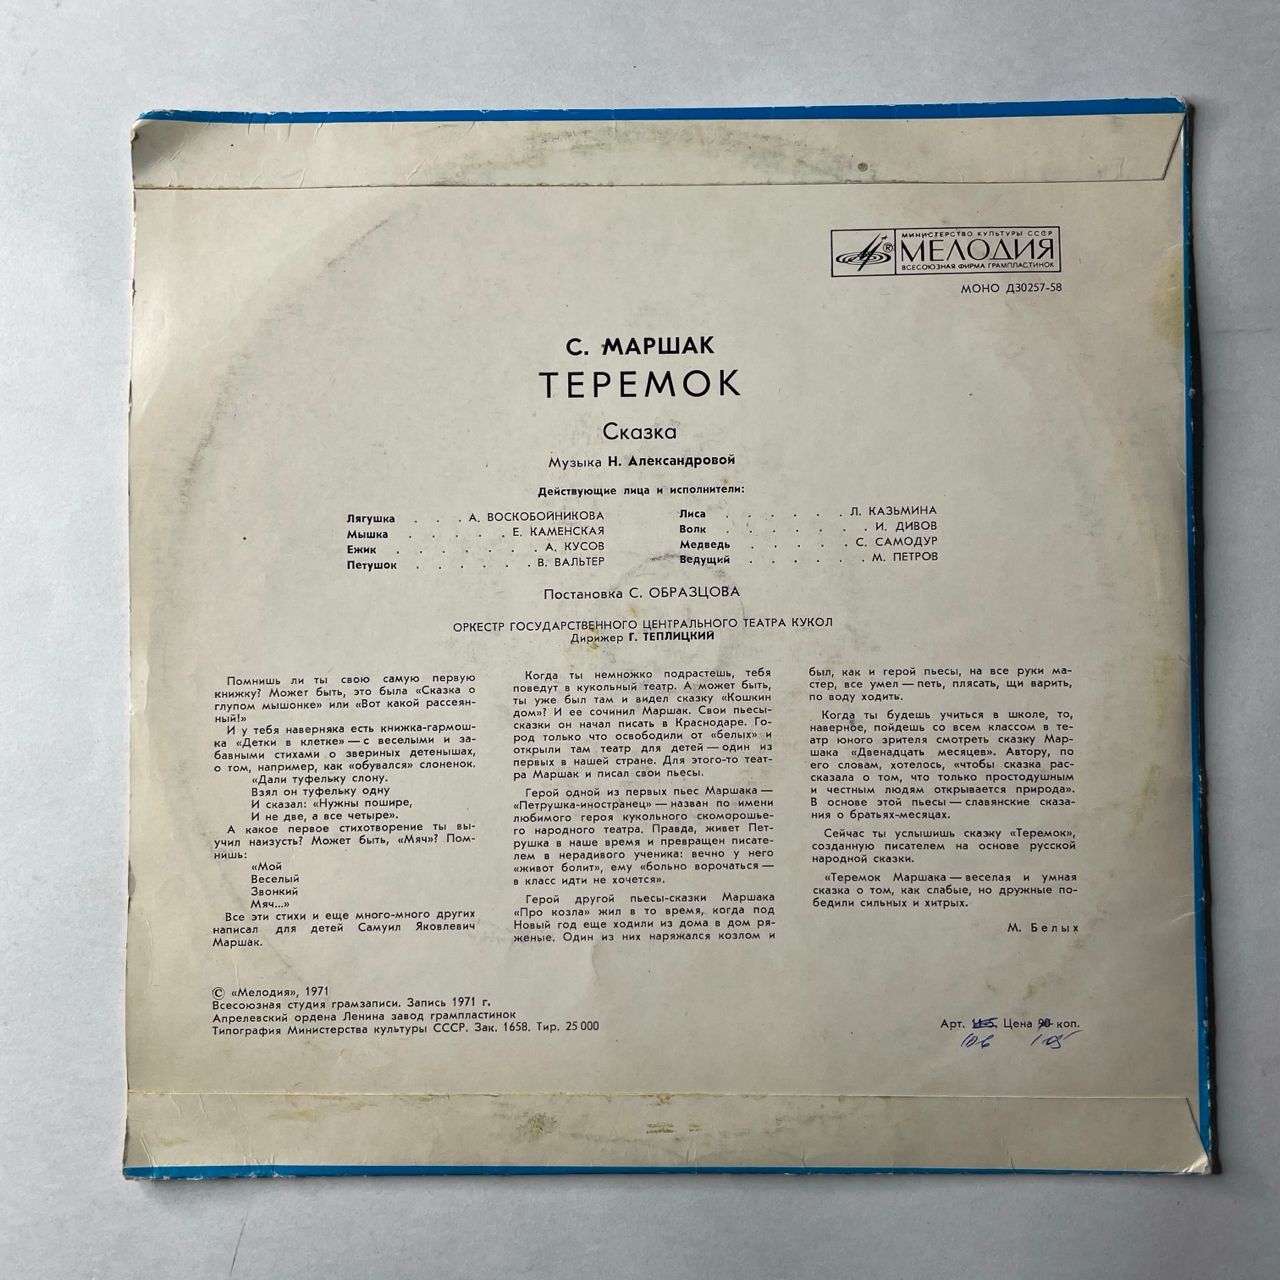 МИНИСТЕРСТВО КУЛЬТУРЫ СССР
МЕЛОДИЯ
ВСЕСОЮЗНАЯ ФИРМА ГРАМПЛАСТИНОК
МОНО Д30257-58
С. МАРШАК
ТЕРЕМОК
Сказка
Музыка Н. Александровой
Действующие лица и исполнители:
Лягушка . . . А. ВОСКОБОЙНИКОВА
Мышка . . . . . Е. КАМЕНСКАЯ
Ежик . . . . . . . А. КУСОВ
Петушок . . . . . . В. ВАЛЬТЕР
Лиса . . . . . . Л. КАЗЬМИНА
Волк . . . . . . . И. ДИВОВ
Медведь . . . . . С. САМОДУР
Ведущий . . . . . . М. ПЕТРОВ
Постановка С. ОБРАЗЦОВА
ОРКЕСТР ГОСУДАРСТВЕННОГО ЦЕНТРАЛЬНОГО ТЕАТРА КУКОЛ
Дирижер Г. ТЕПЛИЦКИЙ
Помнишь ли ты свою самую первую
книжку? Может быть, это была «Сказка о
глупом мышонке» или «Вот какой рассеян-
ный!»
И у тебя наверняка есть книжка-гармош-
ка «Детки в клетке» — с веселыми и за-
бавными стихами о звериных детенышах,
о том, например, как «обувался» слоненок.
«Дали туфельку слону.
Взял он туфельку одну
И сказал: «Нужны пошире,
И не две, а все четыре».
А какое первое стихотворение ты вы-
учил наизусть? Может быть, «Мяч»? Пом-
нишь:
«Мой
Веселый
Звонкий
Мяч...»
Все эти стихи и еще много-много других
написал для детей Самуил Яковлевич
Маршак.
Когда ты немножко подрастешь, тебя
поведут в кукольный театр. А может быть,
ты уже был там и видел сказку «Кошкин
дом»? И ее сочинил Маршак. Свои пьесы-
сказки он начал писать в Краснодаре. Го-
род только что освободили от «белых» и
открыли там театр для детей — один из
первых в нашей стране. Для этого-то теат-
ра Маршак и писал свои пьесы.
Герой одной из первых пьес Маршака —
«Петрушка-иностранец» — назван по имени
любимого героя кукольного скоморошье-
го народного театра. Правда, живет Пет-
рушка в наше время и превращен писате-
лем в нерадивого ученика: вечно у него
«живот болит», ему «больно ворочаться —
в класс идти не хочется».
Герой другой пьесы-сказки Маршака
«Про козла» жил в то время, когда под
Новый год еще ходили из дома в дом ря-
женые. Один из них наряжался козлом и
был, как и герой пьесы, на все руки ма-
стер, все умел — петь, плясать, щи варить,
по воду ходить.
Когда ты будешь учиться в школе, то,
наверное, пойдешь со всем классом в те-
атр юного зрителя смотреть сказку Мар-
шака «Двенадцать месяцев». Автору, по
его словам, хотелось, «чтобы сказка рас-
сказала о том, что только простодушным
и честным людям открывается природа».
В основе этой пьесы — славянские сказа-
ния о братьях-месяцах.
Сейчас ты услышишь сказку «Теремок»,
созданную писателем на основе русской
народной сказки.
«Теремок Маршака — веселая и умная
сказка о том, как слабые, но дружные по-
бедили сильных и хитрых.
М. Белых
© «Мелодия», 1971
Всесоюзная студия грамзаписи. Запись 1971 г.
Апрелевский ордена Ленина завод грампластинок
Типография Министерства культуры СССР. Зак. 1658. Тир. 25 000
Арт. Цена 90 коп.